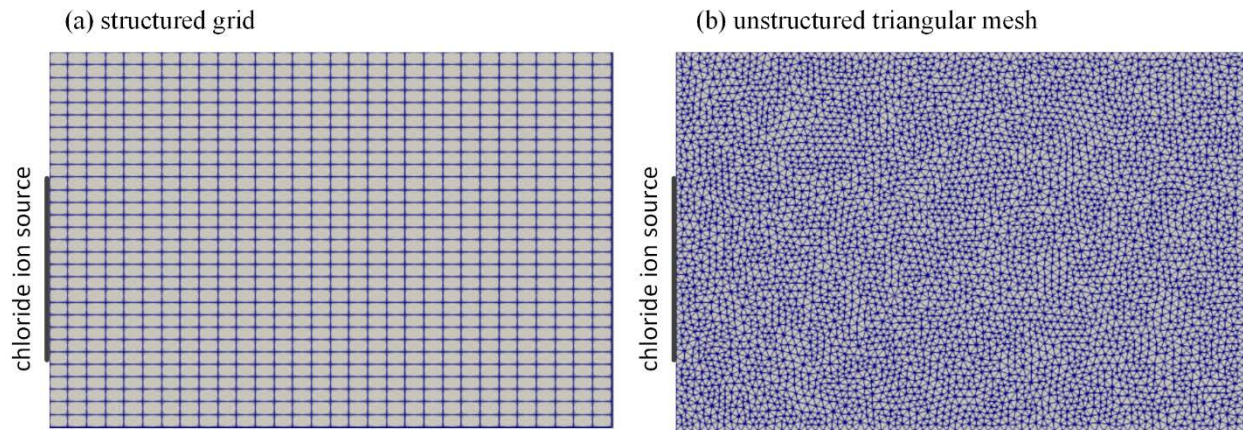 (a) structured grid
(b) unstructured triangular mesh
chloride ion source
chloride ion source